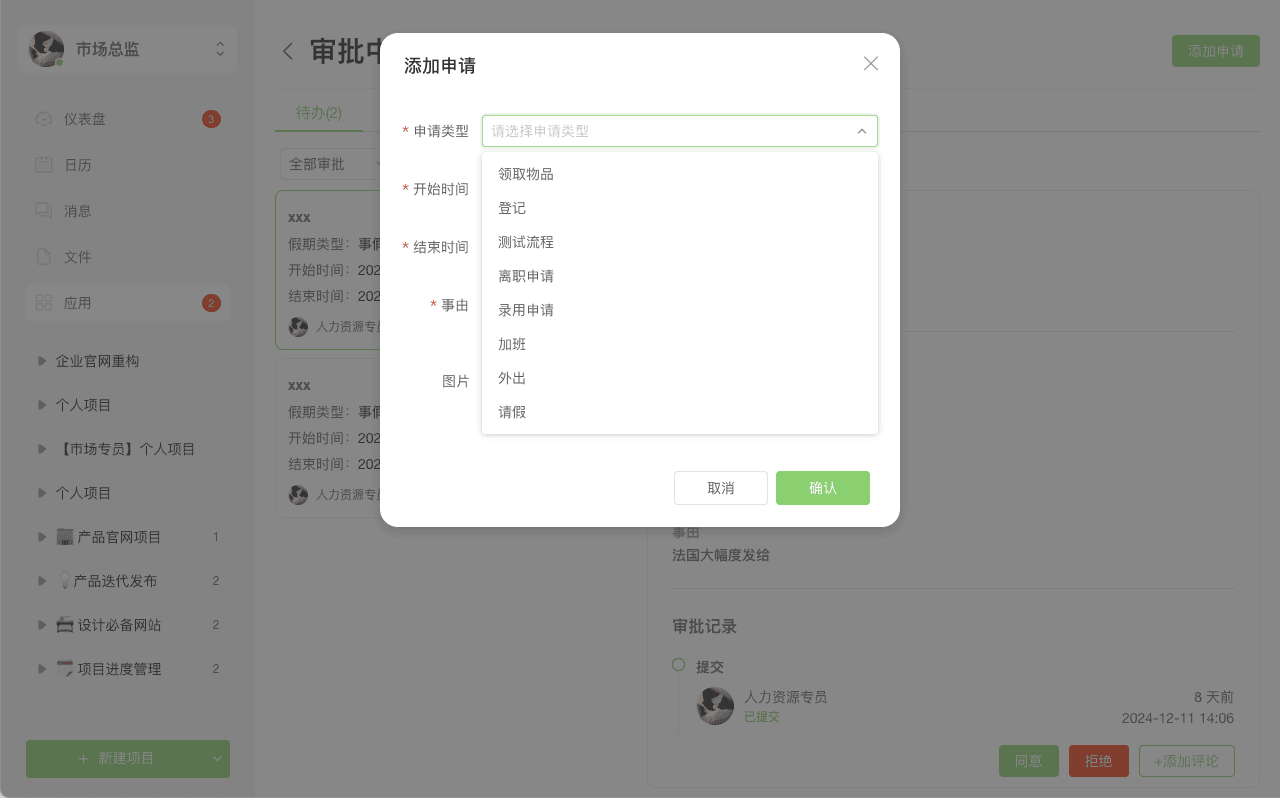 市场总监
仪表盘 3
日历
消息
文件
应用 2
企业官网重构
个人项目
【市场专员】个人项目
个人项目
产品官网项目 1
产品迭代发布 2
设计必备网站 2
项目进度管理 2
+ 新建项目
审批
添加申请
待办(2)
全部审批
xxx
假期类型: 事假
开始时间: 202
结束时间: 202
人力资源专
xxx
假期类型: 事假
开始时间: 202
结束时间: 202
人力资源专
添加申请
* 申请类型 请选择申请类型
* 开始时间
* 结束时间
* 事由
图片
领取物品
登记
测试流程
离职申请
录用申请
加班
外出
请假
取消 确认
事由
法国大幅度发给
审批记录
提交
人力资源专员 8 天前
已提交 2024-12-11 14:06
同意 拒绝 +添加评论